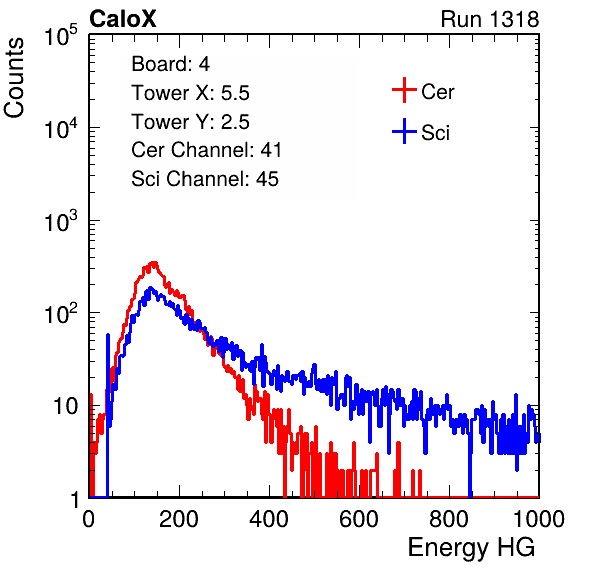 CaloX Run 1318
Counts
10^5
10^4
10^3
10^2
10
1
Board: 4
Tower X: 5.5
Tower Y: 2.5
Cer Channel: 41
Sci Channel: 45
Cer
Sci
0 200 400 600 800 1000
Energy HG